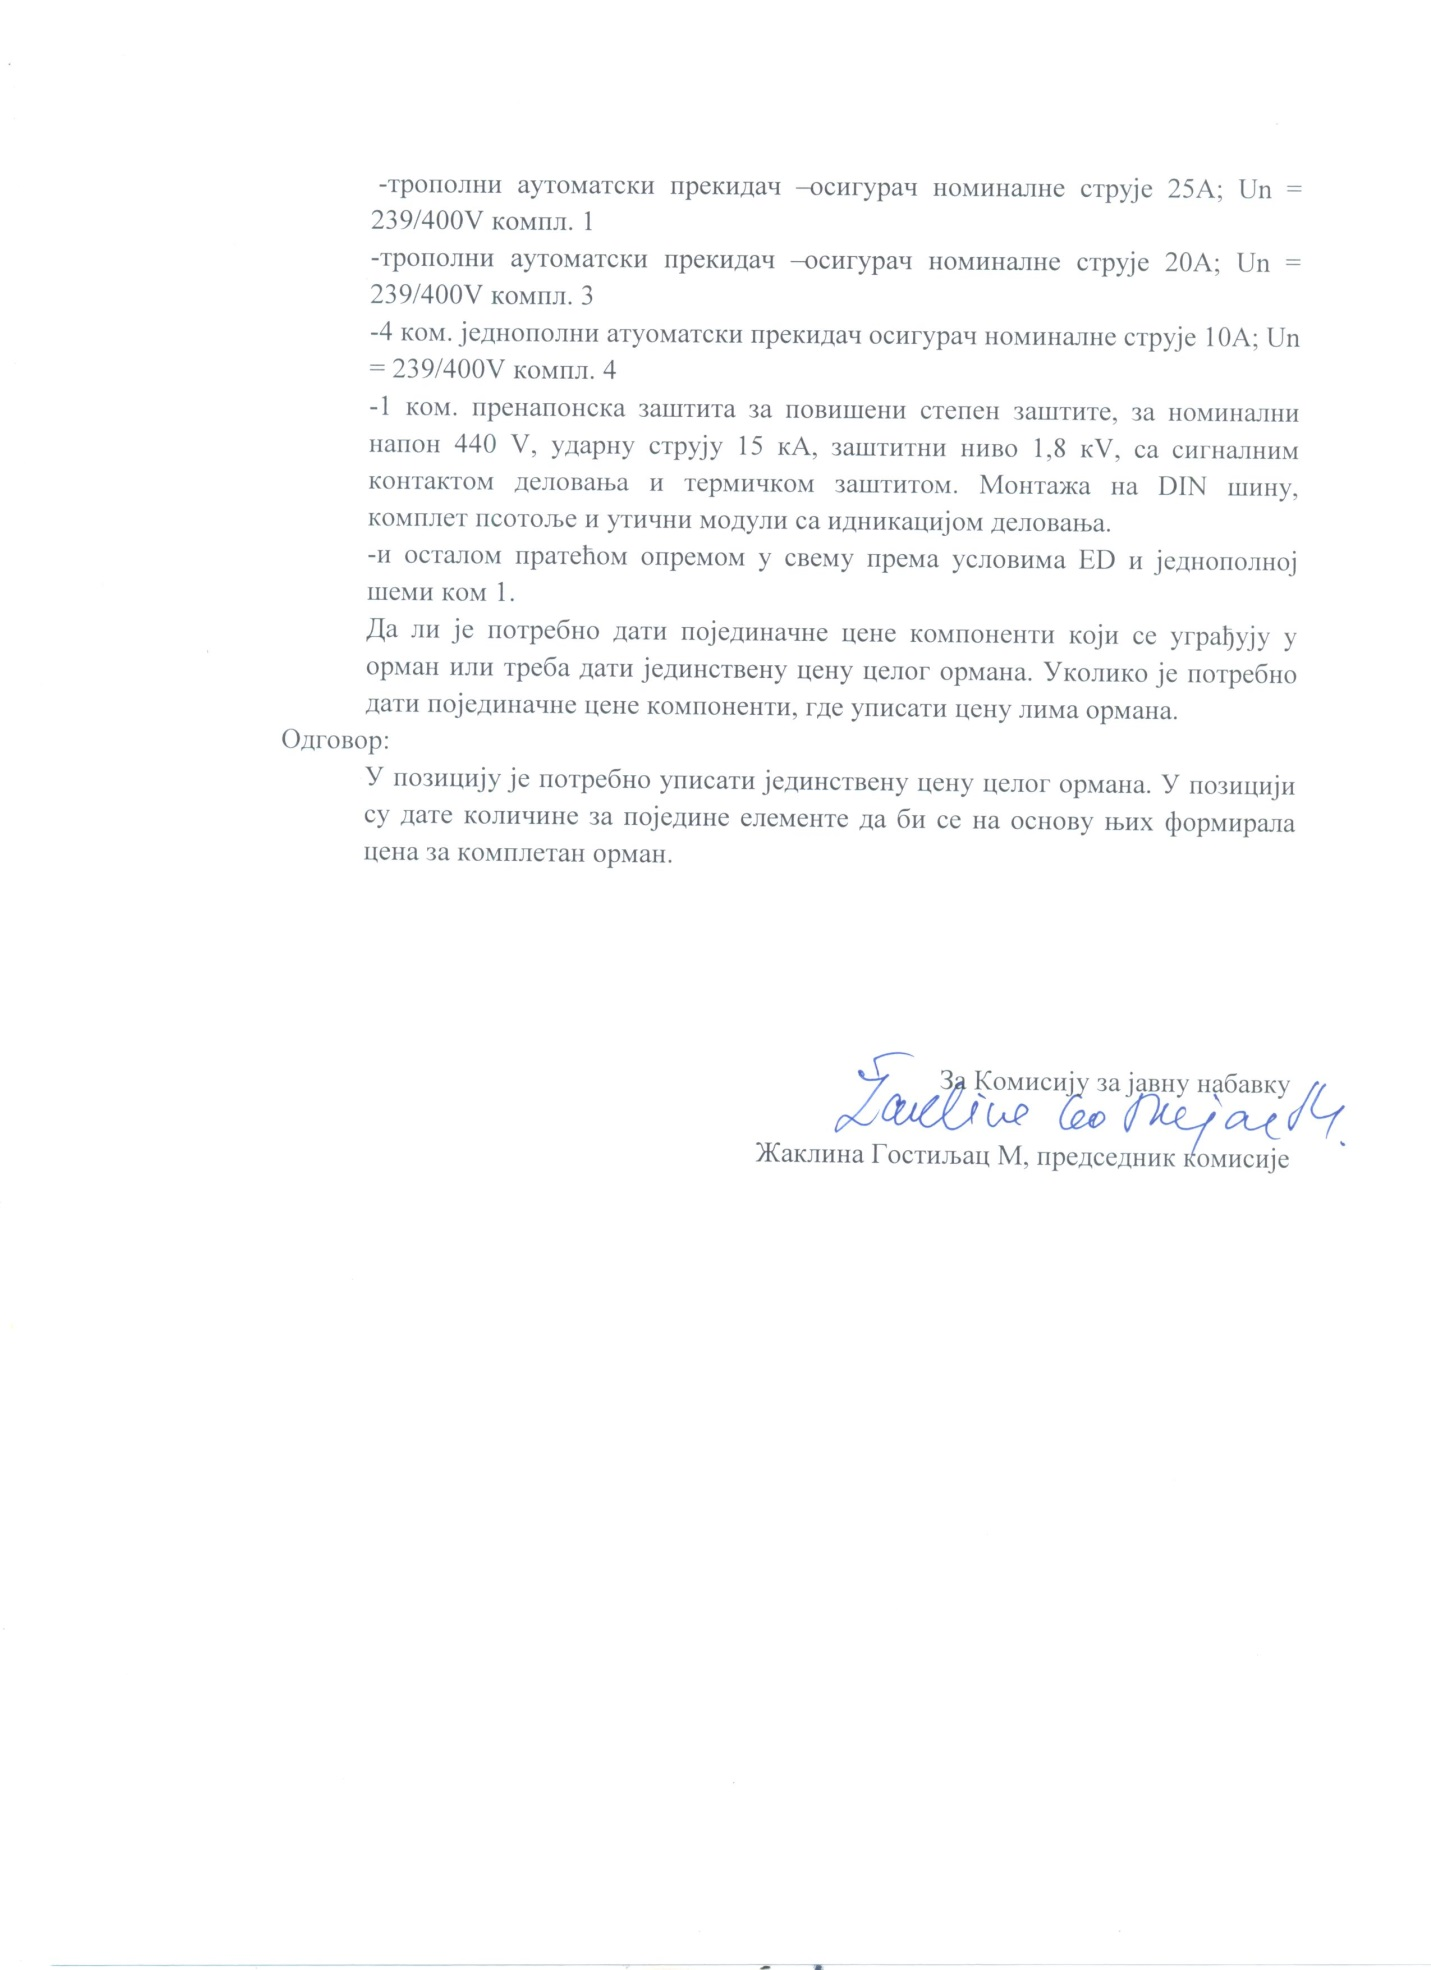 -трополни аутоматски прекидач –осигурач номиналне струје 25А; Un =
239/400V компл. 1
-трополни аутоматски прекидач –осигурач номиналне струје 20А; Un =
239/400V компл. 3
-4 ком. једнополни атуоматски прекидач осигурач номиналне струје 10А; Un
= 239/400V компл. 4
-1 ком. пренапонска заштита за повишени степен заштите, за номинални
напон 440 V, ударну струју 15 кА, заштитни ниво 1,8 кV, са сигналним
контактом деловања и термичком заштитом. Монтажа на DIN шину,
комплет псотоље и утични модули са идникацијом деловања.
-и осталом пратећом опремом у свему према условима ED и једнополној
шеми ком 1.
Да ли је потребно дати појединачне цене компоненти који се уграђују у
орман или треба дати јединствену цену целог ормана. Уколико је потребно
дати појединачне цене компоненти, где уписати цену лима ормана.
Одговор:
У позицију је потребно уписати јединствену цену целог ормана. У позицији
су дате количине за поједине елементе да би се на основу њих формирала
цена за комплетан орман.
За Комисију за јавну набавку
Жаклина Гостиљац М, председник комисије